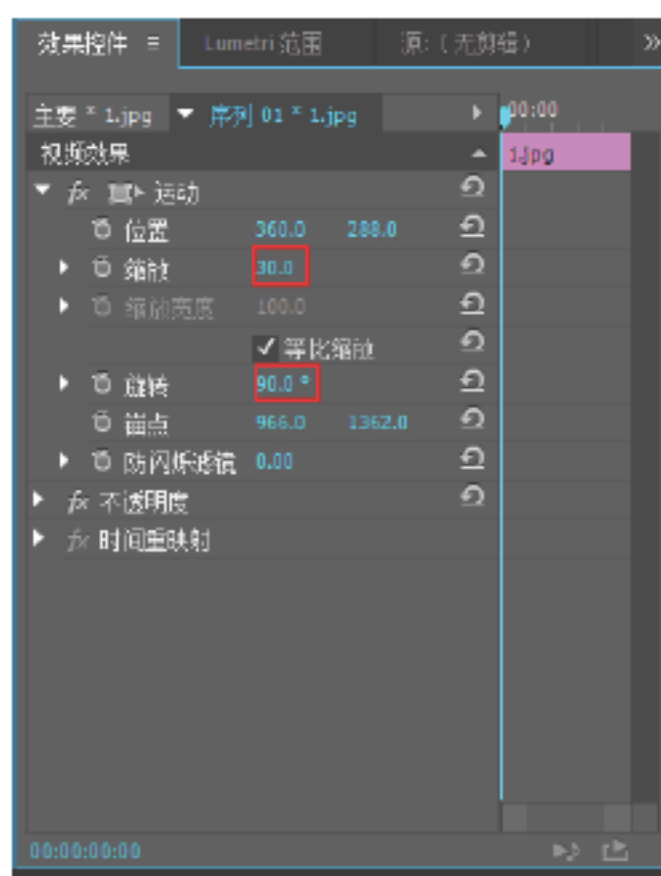 效果控件 Lumetri 范围 源:（无剪辑） »
主要 * 1.jpg 序列 01 * 1.jpg 00:00
视频效果 1.jpg
fx 运动
位置 360.0 288.0
缩放 30.0
缩放宽度 100.0
✓ 等比缩放
旋转 90.0 °
锚点 966.0 1362.0
防闪烁滤镜 0.00
fx 不透明度
fx 时间重映射
00:00:00:00